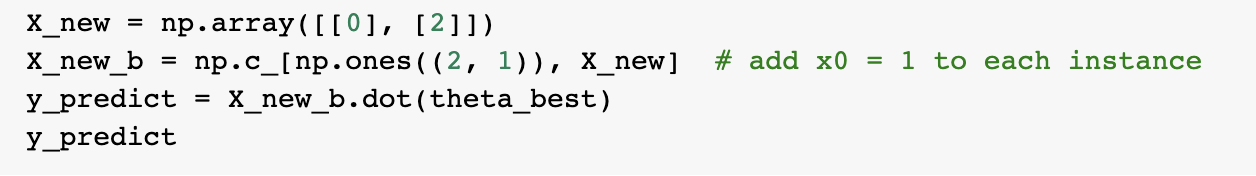 X_new = np.array([[0], [2]])
X_new_b = np.c_[np.ones((2, 1)), X_new]  # add x0 = 1 to each instance
y_predict = X_new_b.dot(theta_best)
y_predict